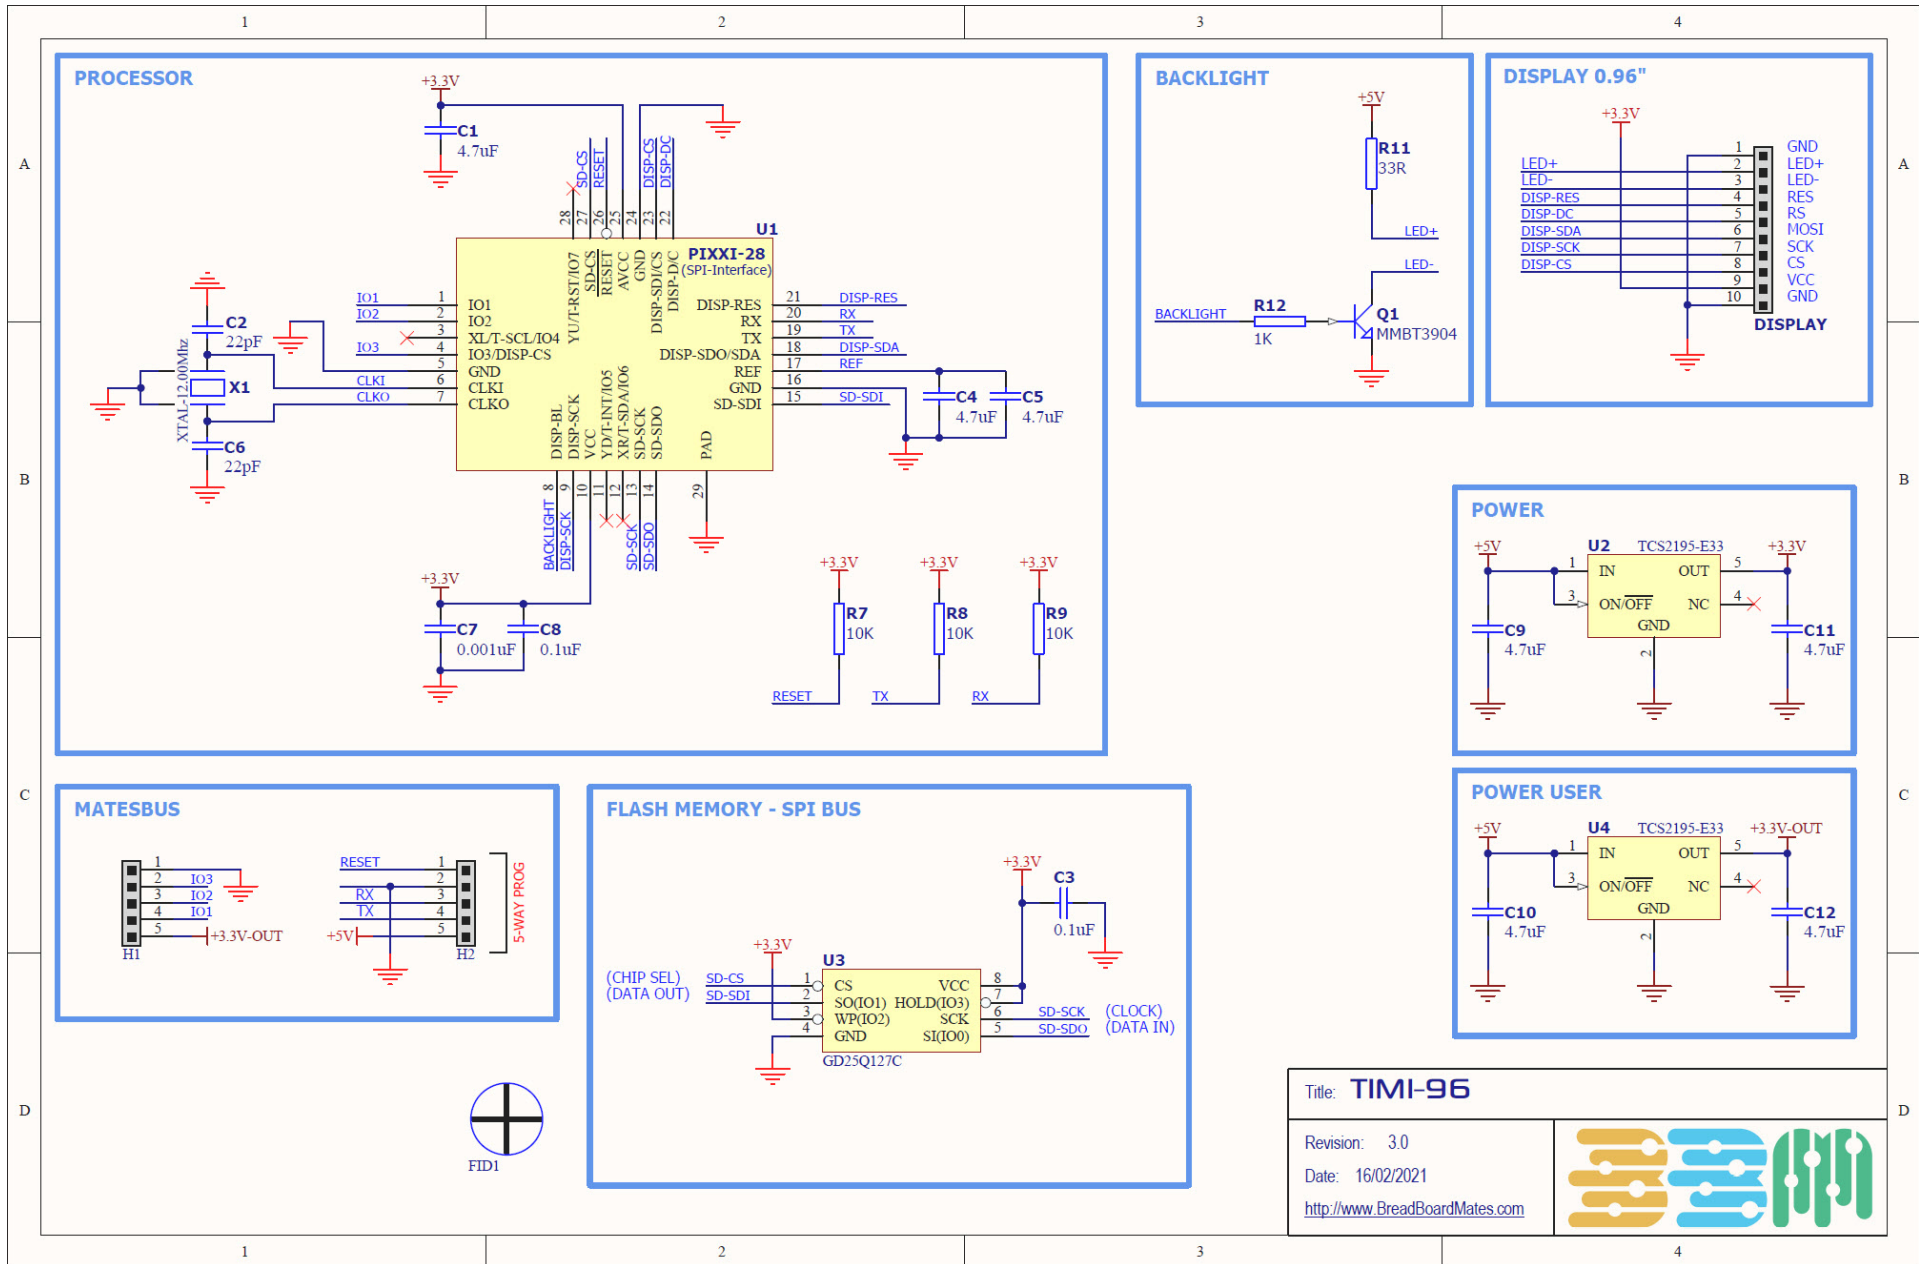 1 2 3 4
PROCESSOR
+3.3V
C1
4.7uF
SD-CS
RESET
DISP-CS
DISP-DC
28
27
26
25
24
23
22
U1
PIXXI-28
(SPI-Interface)
YU/T-RST/IO7
SD-CS
RESET
AVCC
GND
DISP-SDI/CS
DISP-D/C
IO1 1 IO1
IO2 2 IO2
3 XL/T-SCL/IO4
IO3 4 IO3/DISP-CS
5 GND
CLKI 6 CLKI
CLKO 7 CLKO
DISP-RES 21 DISP-RES
RX 20 RX
TX 19 TX
DISP-SDO/SDA 18 DISP-SDA
REF 17 REF
GND 16
SD-SDI 15 SD-SDI
C2
22pF
XTAL-12.00Mhz
X1
C6
22pF
C4
4.7uF
C5
4.7uF
DISP-BL
DISP-SCK
VCC
YD/T-INT/IO5
XR/T-SDA/IO6
SD-SCK
SD-SDO
PAD
8
9
10
11
12
13
14
29
BACKLIGHT
DISP-SCK
SD-SCK
SD-SDO
+3.3V
C7
0.001uF
C8
0.1uF
+3.3V
R7
10K
RESET
+3.3V
R8
10K
TX
+3.3V
R9
10K
RX
BACKLIGHT
+5V
R11
33R
LED+
LED-
BACKLIGHT
R12
1K
Q1
MMBT3904
DISPLAY 0.96"
+3.3V
1 GND
LED+ 2 LED+
LED- 3 LED-
DISP-RES 4 RES
DISP-DC 5 RS
DISP-SDA 6 MOSI
DISP-SCK 7 SCK
DISP-CS 8 CS
9 VCC
10 GND
DISPLAY
POWER
+5V
U2 TCS2195-E33
+3.3V
1 IN OUT 5
3 ON/OFF NC 4
GND
2
C9
4.7uF
C11
4.7uF
POWER USER
+5V
U4 TCS2195-E33
+3.3V-OUT
1 IN OUT 5
3 ON/OFF NC 4
GND
2
C10
4.7uF
C12
4.7uF
MATESBUS
1
2 IO3
3 IO2
4 IO1
5 +3.3V-OUT
H1
RESET 1
2
RX 3
TX 4
+5V 5
H2
5-WAY PROG
FLASH MEMORY - SPI BUS
+3.3V
C3
0.1uF
+3.3V
U3
(CHIP SEL) SD-CS 1 CS VCC 8
(DATA OUT) SD-SDI 2 SO(IO1) HOLD(IO3) 7
3 WP(IO2) SCK 6 SD-SCK (CLOCK)
4 GND SI(IO0) 5 SD-SDO (DATA IN)
GD25Q127C
FID1
Title: TIMI-96
Revision: 3.0
Date: 16/02/2021
http://www.BreadBoardMates.com
A A
B B
C C
D D
1 2 3 4